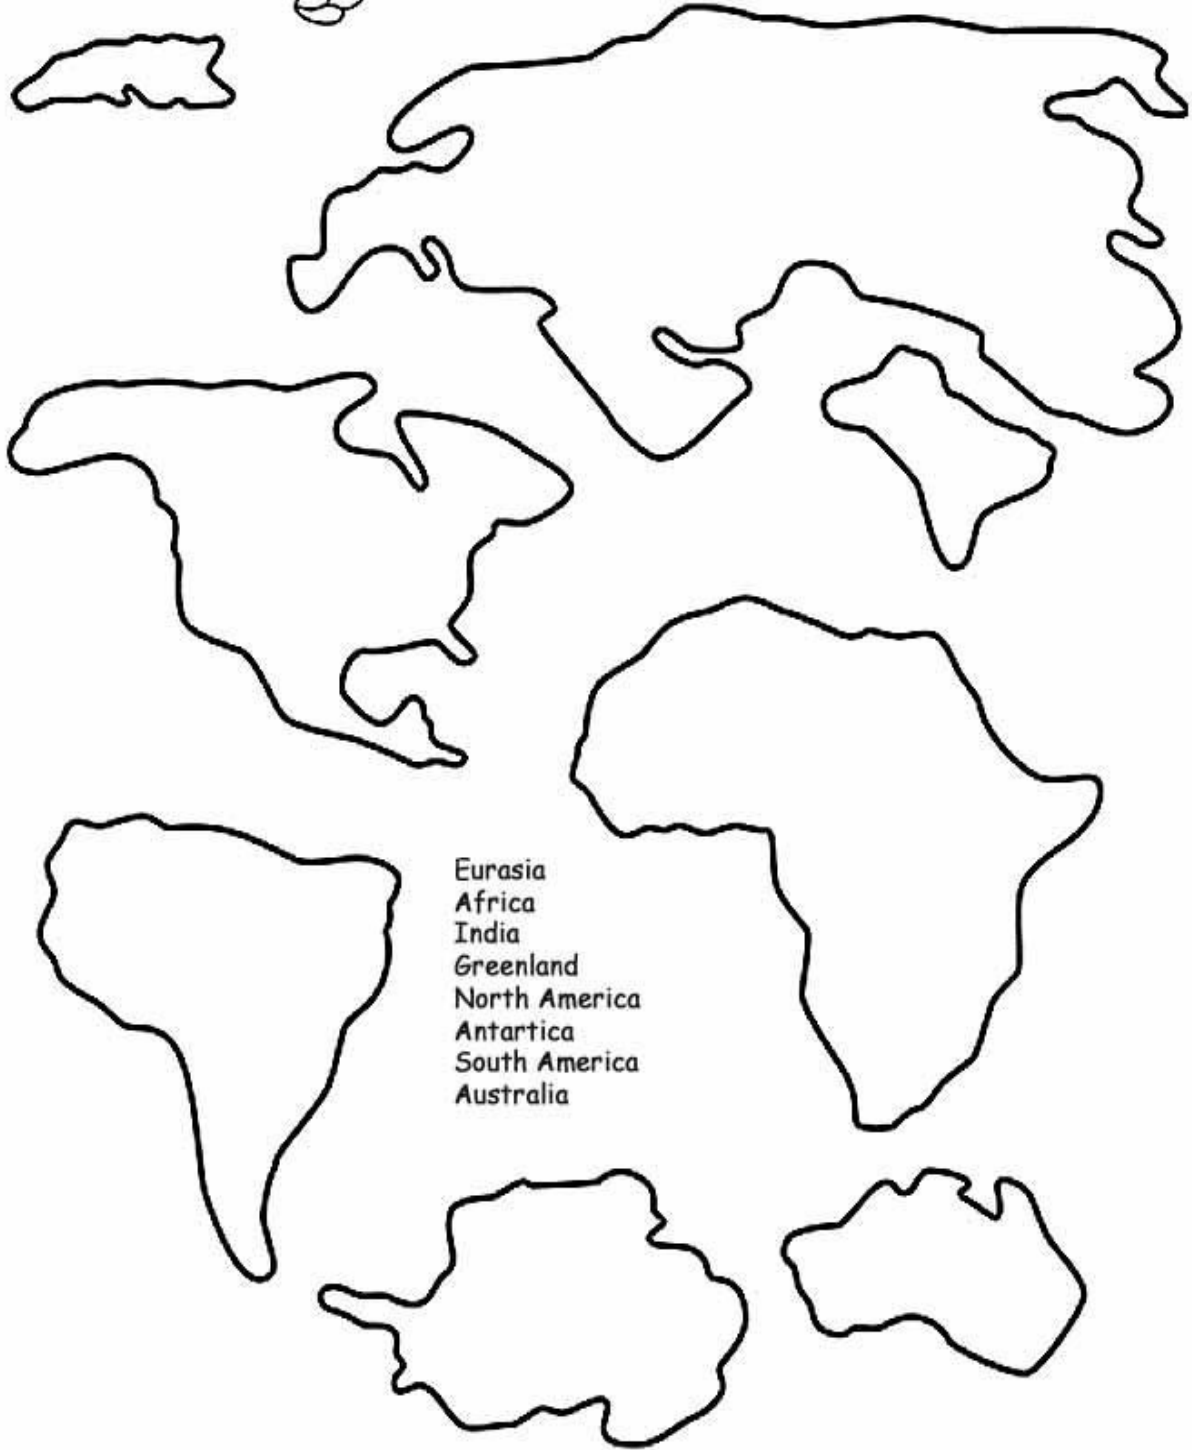 Eurasia
Africa
India
Greenland
North America
Antartica
South America
Australia